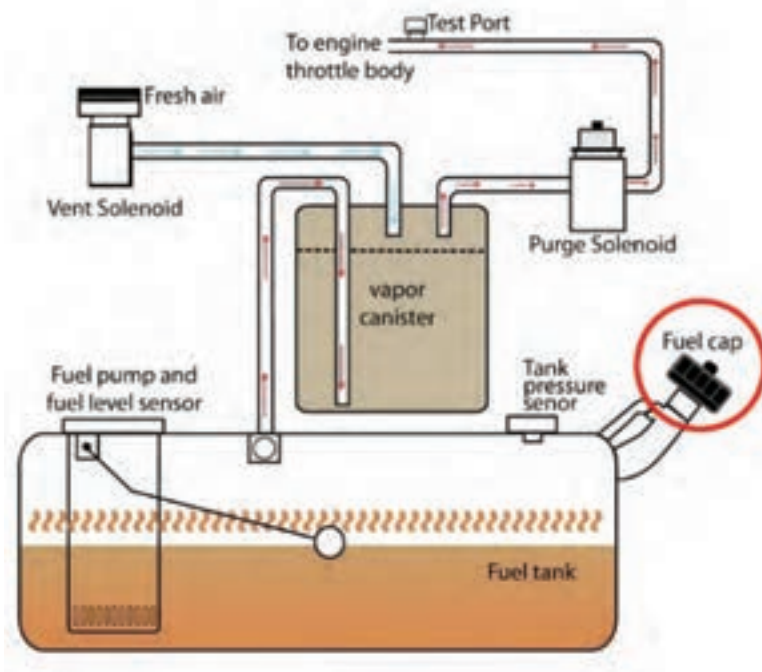 Test Port
To engine
throttle body
Fresh air
Vent Solenoid
Purge Solenoid
vapor
canister
Fuel cap
Fuel pump and
fuel level sensor
Tank
pressure
senor
Fuel tank